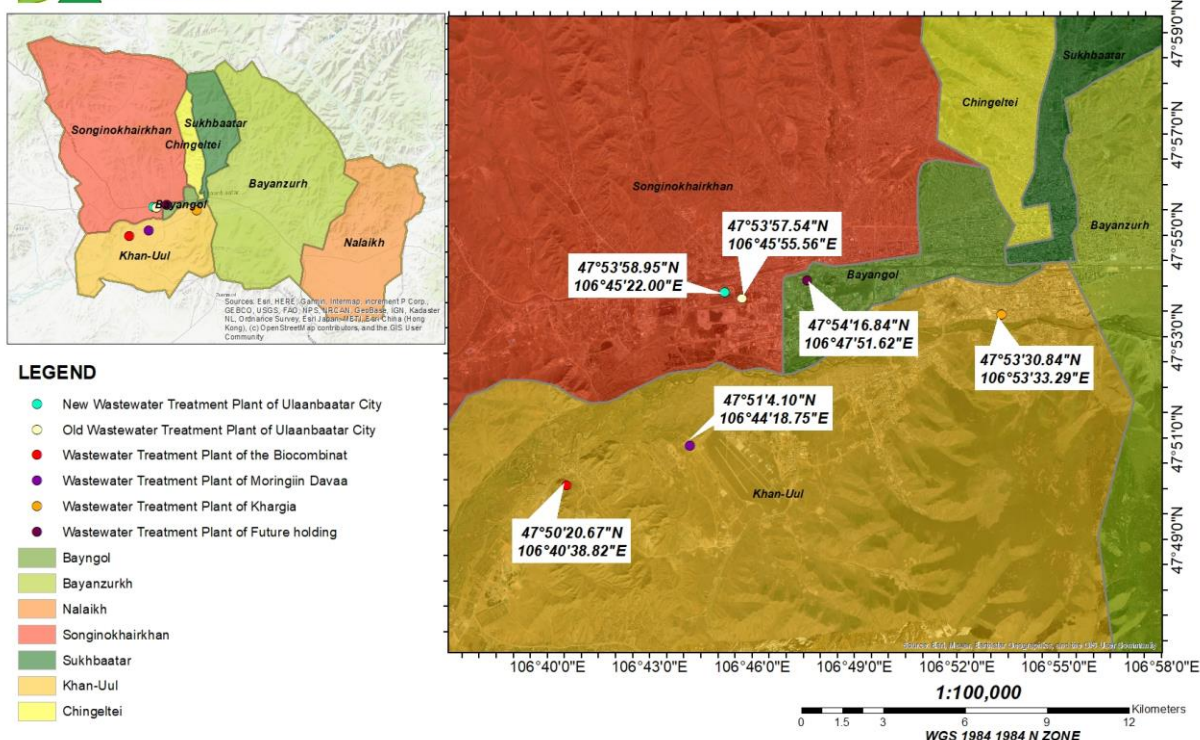 Songinokhairkhan
Sukhbaatar
Chingeltei
Bayanzurh
Bayangol
Nalaikh
Khan-Uul
Sources: Esri, HERE, Garmin, Intermap, increment P Corp.,
GEBCO, USGS, FAO, NPS, NRCAN, GeoBase, IGN, Kadaster
NL, Ordnance Survey, Esri Japan, METI, Esri China (Hong
Kong), (c) OpenStreetMap contributors, and the GIS User
Community
LEGEND
New Wastewater Treatment Plant of Ulaanbaatar City
Old Wastewater Treatment Plant of Ulaanbaatar City
Wastewater Treatment Plant of the Biocombinat
Wastewater Treatment Plant of Moringiin Davaa
Wastewater Treatment Plant of Khargia
Wastewater Treatment Plant of Future holding
Bayngol
Bayanzurkh
Nalaikh
Songinokhairkhan
Sukhbaatar
Khan-Uul
Chingeltei
Sukhbaatar
Chingeltei
Songinokhairkhan
Bayanzurh
Bayangol
Khan-Uul
47°53'57.54"N
106°45'55.56"E
47°53'58.95"N
106°45'22.00"E
47°54'16.84"N
106°47'51.62"E
47°53'30.84"N
106°53'33.29"E
47°51'4.10"N
106°44'18.75"E
47°50'20.67"N
106°40'38.82"E
47°59'0"N
47°57'0"N
47°55'0"N
47°53'0"N
47°51'0"N
47°49'0"N
106°40'0"E
106°43'0"E
106°46'0"E
106°49'0"E
106°52'0"E
106°55'0"E
106°58'0"E
1:100,000
Kilometers
0 1.5 3 6 9 12
WGS 1984 1984 N ZONE